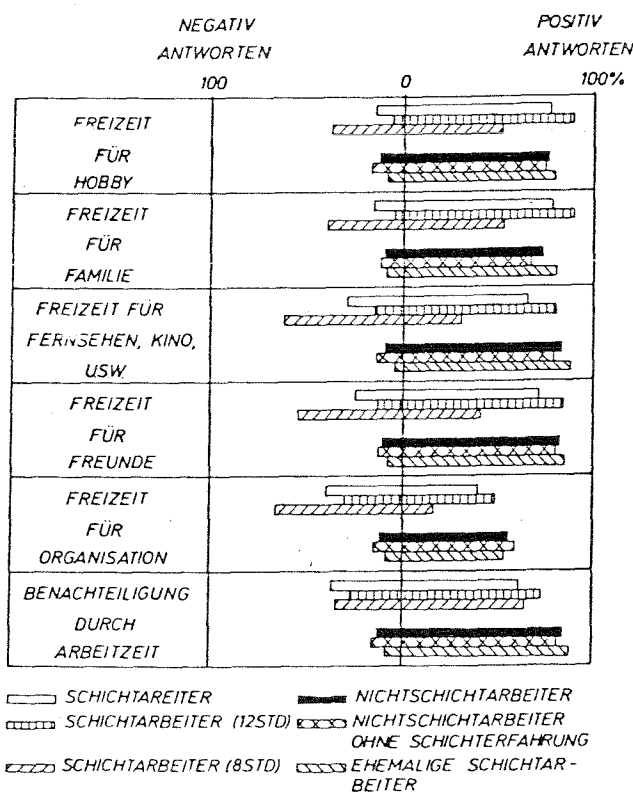 NEGATIV
ANTWORTEN
POSITIV
ANTWORTEN
100 0 100%
FREIZEIT
FÜR
HOBBY
FREIZEIT
FÜR
FAMILIE
FREIZEIT FÜR
FERNSEHEN, KINO,
USW.
FREIZEIT
FÜR
FREUNDE
FREIZEIT
FÜR
ORGANISATION
BENACHTEILIGUNG
DURCH
ARBEITZEIT
SCHICHTAREITER
SCHICHTARBEITER (12STD)
SCHICHTARBEITER (8STD)
NICHTSCHICHTARBEITER
NICHTSCHICHTARBEITER
OHNE SCHICHTERFAHRUNG
EHEMALIGE SCHICHTAR-
BEITER